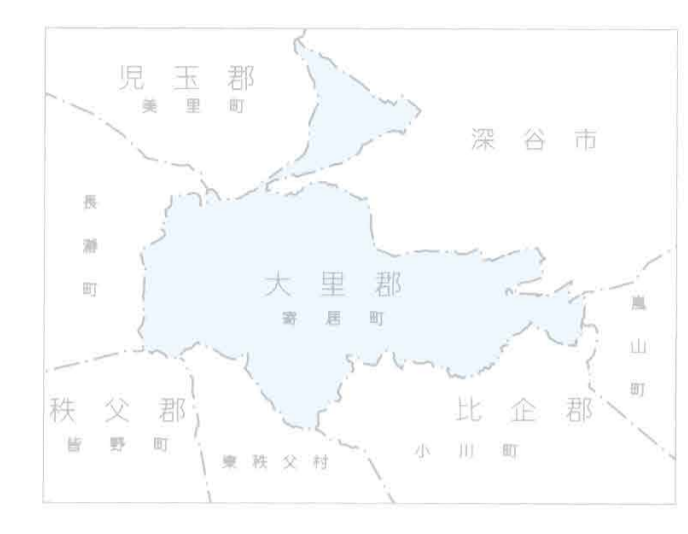 児玉郡
美里町
深谷市
長瀞町
大里郡
寄居町
嵐山町
秩父郡
皆野町
東秩父村
比企郡
小川町